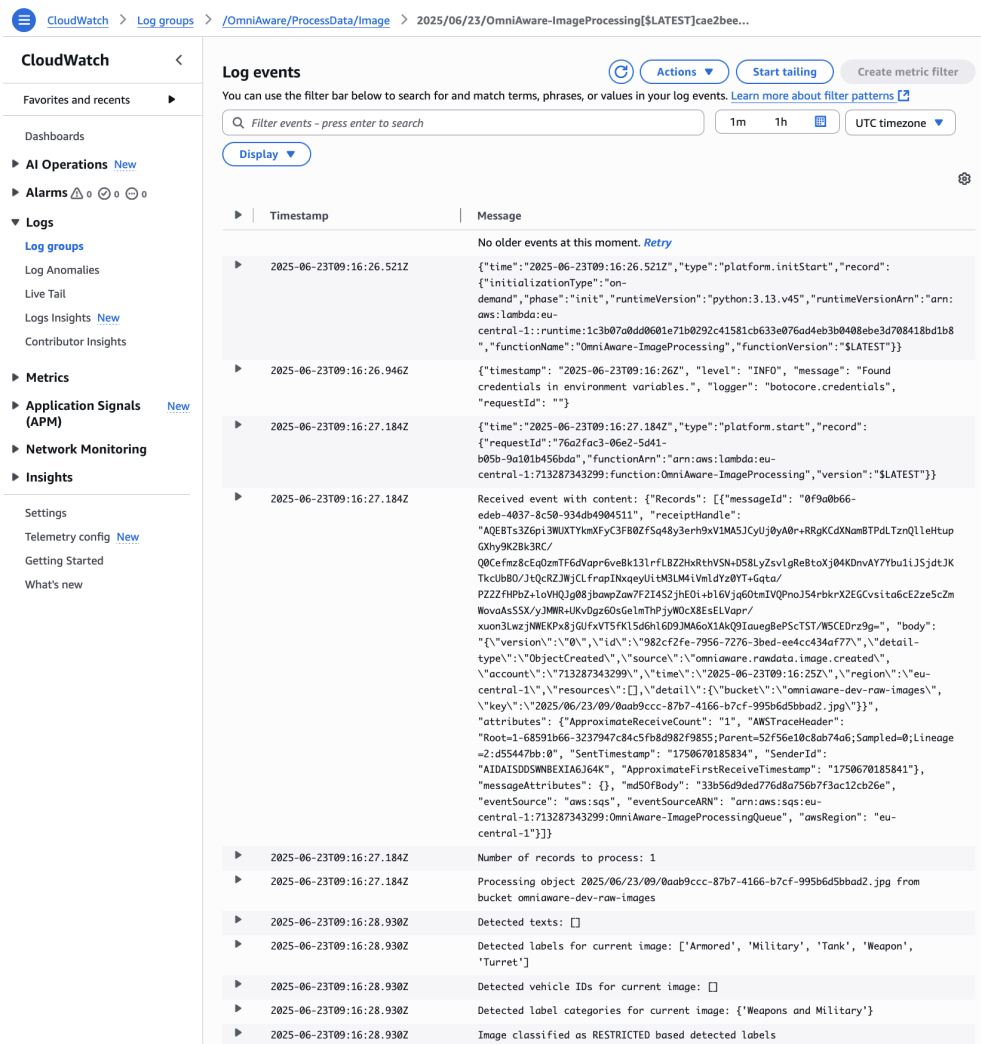 CloudWatch > Log groups > /OmniAware/ProcessData/Image > 2025/06/23/OmniAware-ImageProcessing[$LATEST]cae2bee...
CloudWatch
Favorites and recents
Dashboards
AI Operations New
Alarms 0 0 0
Logs
Log groups
Log Anomalies
Live Tail
Logs Insights New
Contributor Insights
Metrics
Application Signals New
(APM)
Network Monitoring
Insights
Settings
Telemetry config New
Getting Started
What's new
Log events
Actions
Start tailing
Create metric filter
You can use the filter bar below to search for and match terms, phrases, or values in your log events. Learn more about filter patterns
Filter events - press enter to search
1m 1h
UTC timezone
Display
Timestamp Message
No older events at this moment. Retry
2025-06-23T09:16:26.521Z {"time":"2025-06-23T09:16:26.521Z","type":"platform.initStart","record":
{"initializationType":"on-
demand","phase":"init","runtimeVersion":"python:3.13.v45","runtimeVersionArn":"arn:
aws:lambda:eu-
central-1::runtime:1c3b07a0dd0601e71b0292c41581cb633e076ad4eb3b0408ebe3d708418bd1b8
","functionName":"OmniAware-ImageProcessing","functionVersion":"$LATEST"}}
2025-06-23T09:16:26.946Z {"timestamp": "2025-06-23T09:16:26Z", "level": "INFO", "message": "Found
credentials in environment variables.", "logger": "botocore.credentials",
"requestId": ""}
2025-06-23T09:16:27.184Z {"time":"2025-06-23T09:16:27.184Z","type":"platform.start","record":
{"requestId":"76a2fac3-06e2-5d41-
b05b-9a101b456bda","functionArn":"arn:aws:lambda:eu-
central-1:713287343299:function:OmniAware-ImageProcessing","version":"$LATEST"}}
2025-06-23T09:16:27.184Z Received event with content: {"Records": [{"messageId": "0f9a0b66-
edeb-4037-8c50-934db4904511", "receiptHandle":
"AQEBTs3Z6pi3WUXTYkmXFyC3FB0ZfSq48y3erh9xV1MA5JCyUj0yA0r+RRgKCdXNamBTPdLTznQlleHtup
GXhy9K2Bk3RC/
Q0Cefmz8cEqOzmTF6dVapr6veBk13lrfLBZ2HxRthVSN+D58LyZsvlgReBtoXj04KDnvAY7Ybu1iJSjdtJK
TkcUbBO/JtQcRZJWjCLfrapINxqeyUitM3LM4iVmldYz0YT+Gqta/
PZ2ZfHPbZ+loVHQJg08jbawpZaw7F2I4S2jhEOi+bl6Vjq6OtmIVQPnoJ54rbkrX2EGCvsita6cE2ze5cZm
WovaAsSSX/yJMWR+UKvDgz6OsGelmThPjyWOcX8EsELVapr/
xuon3LwzjNWEKPx8jGUfxVT5fKl5d6hl6D9JMA6oX1AkQ9IauegBePScTST/W5CEDrz9g=", "body":
"{\"version\":\"0\",\"id\":\"982cf2fe-7956-7276-3bed-ee4cc434af77\",\"detail-
type\":\"ObjectCreated\",\"source\":\"omniaware.rawdata.image.created\",
\"account\":\"713287343299\",\"time\":\"2025-06-23T09:16:25Z\",\"region\":\"eu-
central-1\",\"resources\":[],\"detail\":{\"bucket\":\"omniaware-dev-raw-images\",
\"key\":\"2025/06/23/09/0aab9ccc-87b7-4166-b7cf-995b6d5bbad2.jpg\"}}",
"attributes": {"ApproximateReceiveCount": "1", "AWSTraceHeader":
"Root=1-68591b66-3237947c84c5fb8d982f9855;Parent=52f56e10c8ab74a6;Sampled=0;Lineage
=2:d55447bb:0", "SentTimestamp": "1750670185834", "SenderId":
"AIDAISDDSWNBEXIA6J64K", "ApproximateFirstReceiveTimestamp": "1750670185841"},
"messageAttributes": {}, "md5OfBody": "33b56d9ded776d8a756b7f3ac12cb26e",
"eventSource": "aws:sqs", "eventSourceARN": "arn:aws:sqs:eu-
central-1:713287343299:OmniAware-ImageProcessingQueue", "awsRegion": "eu-
central-1"}]}
2025-06-23T09:16:27.184Z Number of records to process: 1
2025-06-23T09:16:27.184Z Processing object 2025/06/23/09/0aab9ccc-87b7-4166-b7cf-995b6d5bbad2.jpg from
bucket omniaware-dev-raw-images
2025-06-23T09:16:28.930Z Detected texts: []
2025-06-23T09:16:28.930Z Detected labels for current image: ['Armored', 'Military', 'Tank', 'Weapon',
'Turret']
2025-06-23T09:16:28.930Z Detected vehicle IDs for current image: []
2025-06-23T09:16:28.930Z Detected label categories for current image: {'Weapons and Military'}
2025-06-23T09:16:28.930Z Image classified as RESTRICTED based detected labels